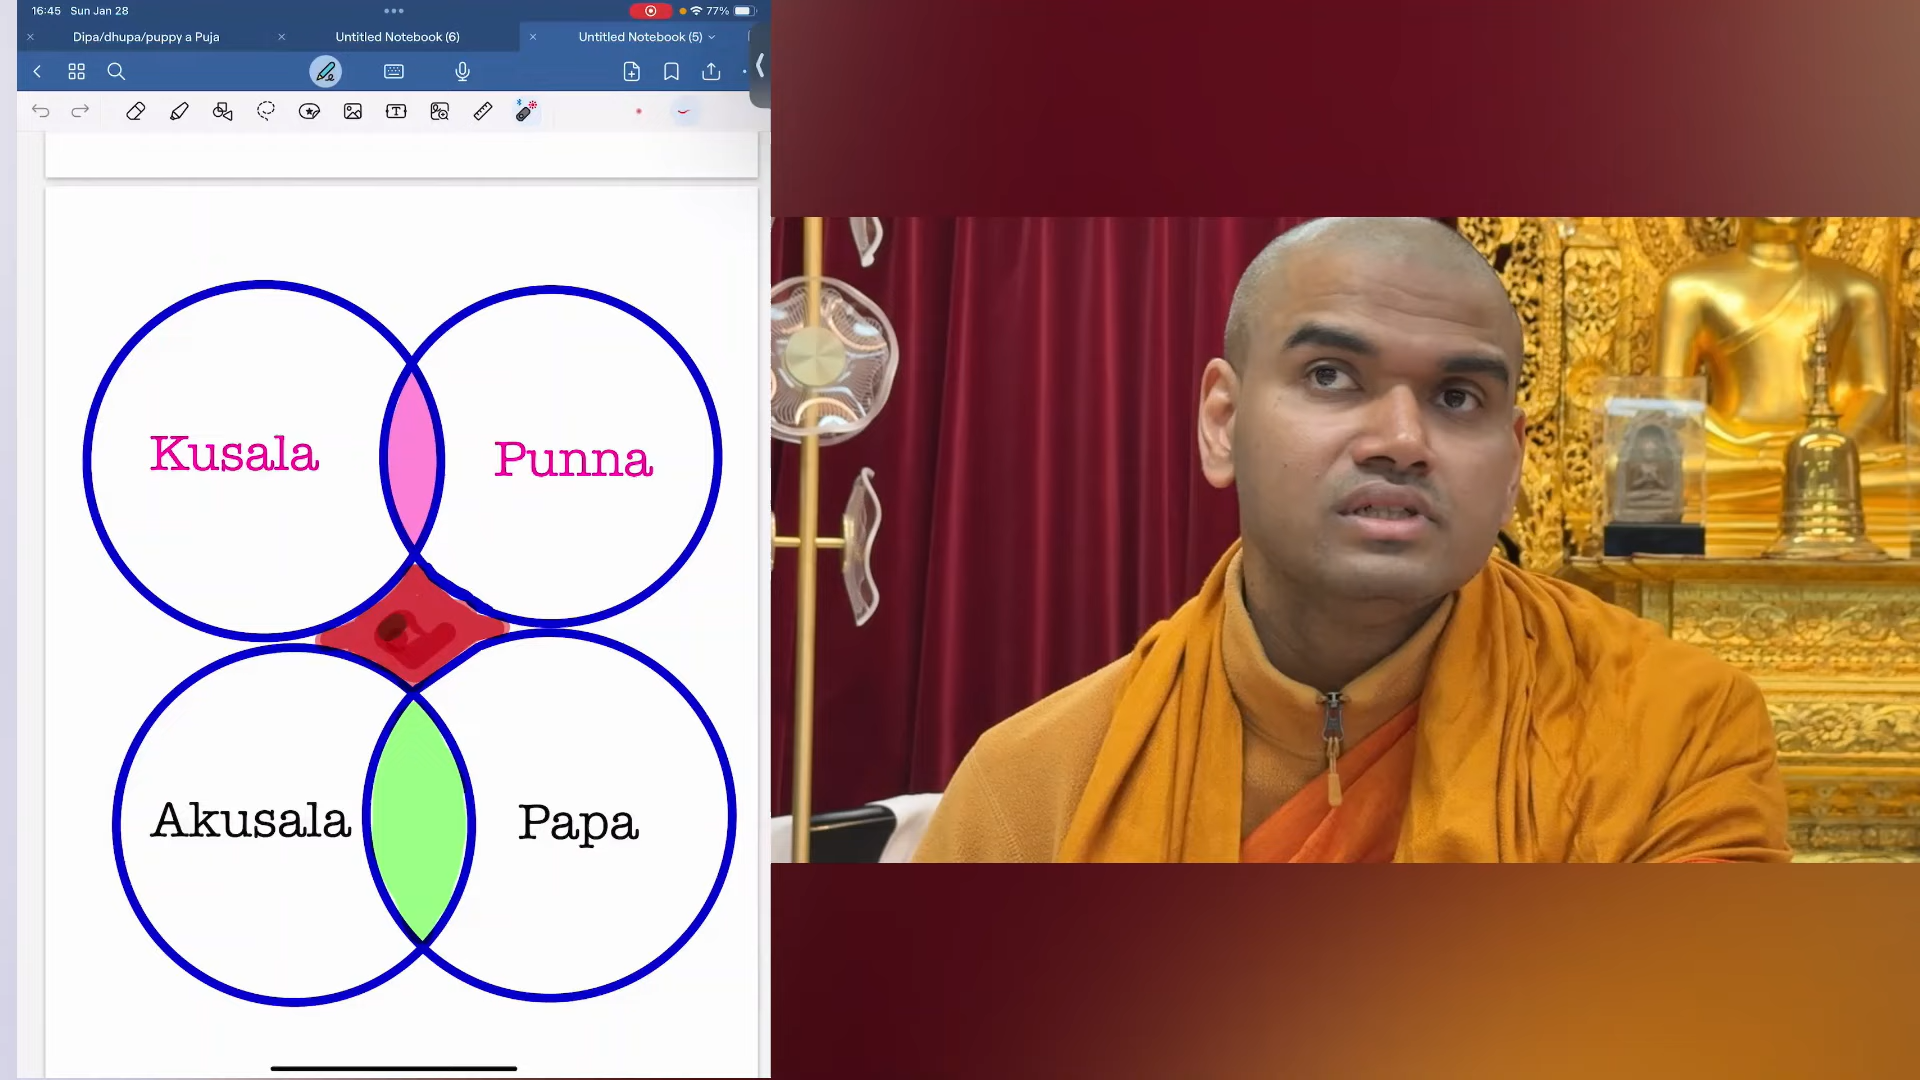 16:45 Sun Jan 28
77%
Dipa/dhupa/puppy a Puja
Untitled Notebook (6)
Untitled Notebook (5)
Kusala
Punna
Akusala
Papa